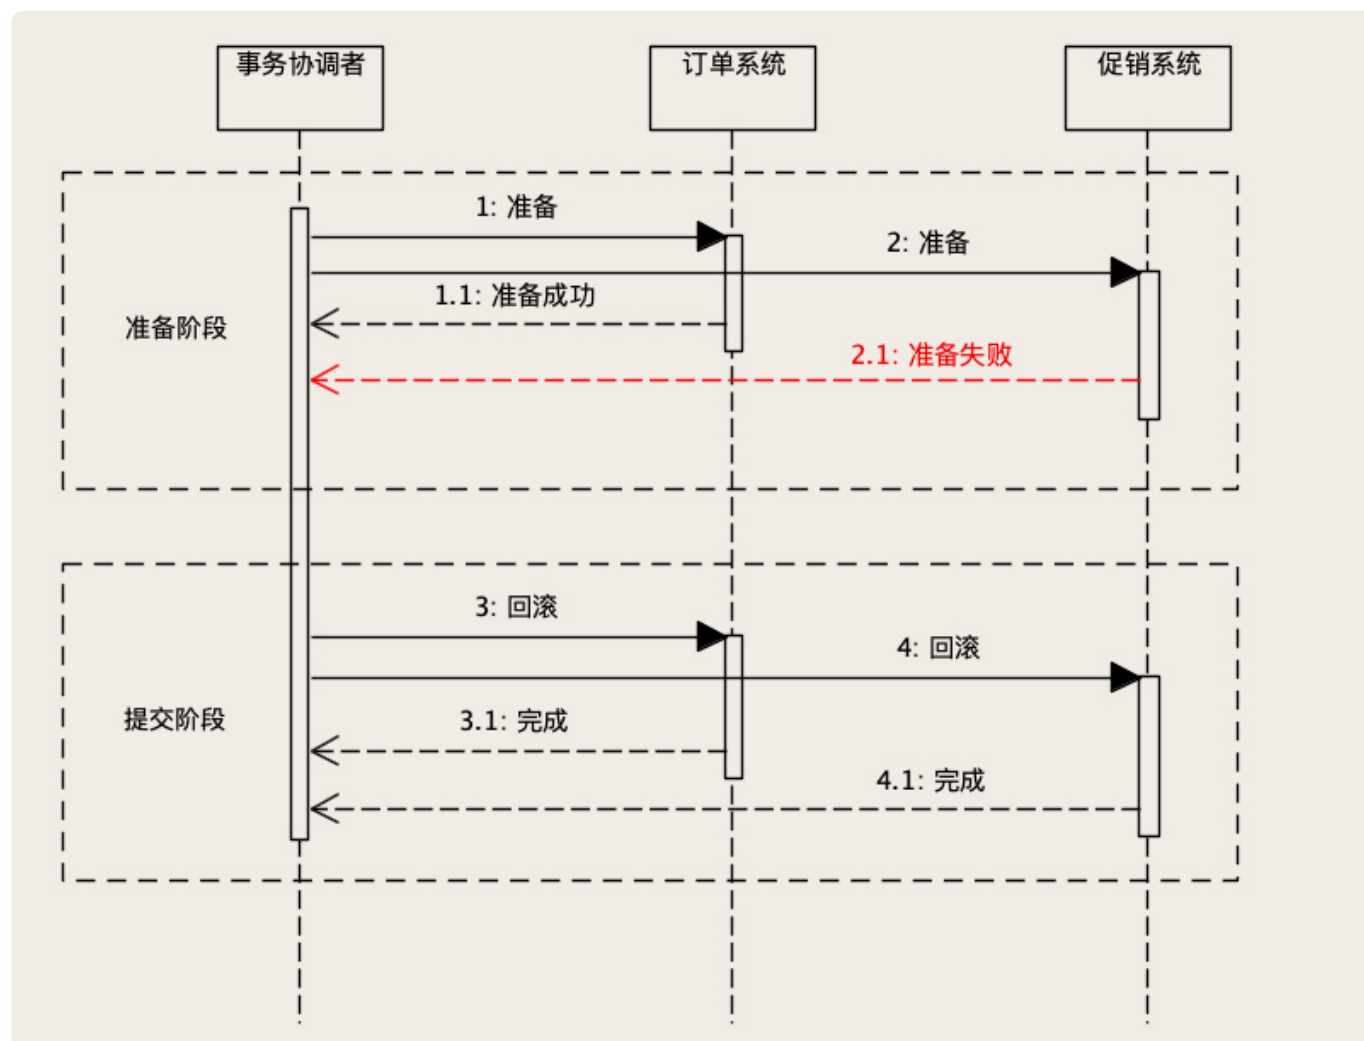 事务协调者
订单系统
促销系统
1: 准备
2: 准备
1.1: 准备成功
准备阶段
2.1: 准备失败
3: 回滚
4: 回滚
提交阶段
3.1: 完成
4.1: 完成